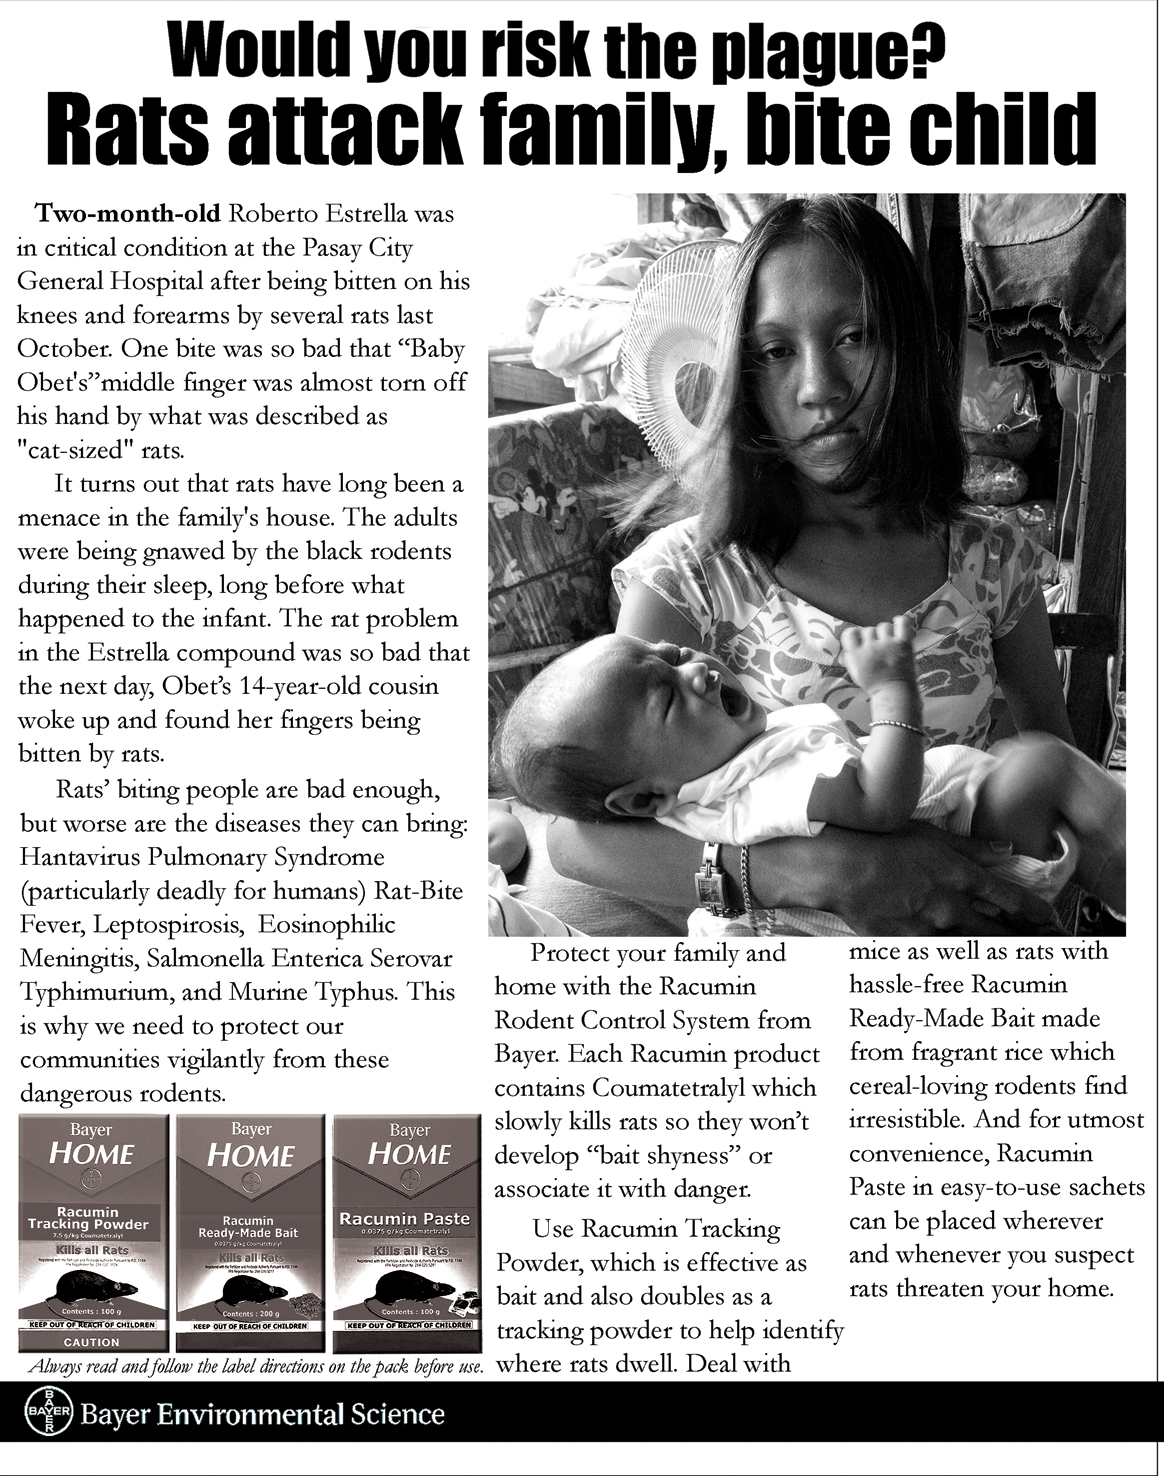 Would you risk the plague?
Rats attack family, bite child
Two-month-old Roberto Estrella was
in critical condition at the Pasay City
General Hospital after being bitten on his
knees and forearms by several rats last
October. One bite was so bad that “Baby
Obet's”middle finger was almost torn off
his hand by what was described as
"cat-sized" rats.
It turns out that rats have long been a
menace in the family's house. The adults
were being gnawed by the black rodents
during their sleep, long before what
happened to the infant. The rat problem
in the Estrella compound was so bad that
the next day, Obet’s 14-year-old cousin
woke up and found her fingers being
bitten by rats.
Rats’ biting people are bad enough,
but worse are the diseases they can bring:
Hantavirus Pulmonary Syndrome
(particularly deadly for humans) Rat-Bite
Fever, Leptospirosis, Eosinophilic
Meningitis, Salmonella Enterica Serovar
Typhimurium, and Murine Typhus. This
is why we need to protect our
communities vigilantly from these
dangerous rodents.
Protect your family and
home with the Racumin
Rodent Control System from
Bayer. Each Racumin product
contains Coumatetralyl which
slowly kills rats so they won’t
develop “bait shyness” or
associate it with danger.
Use Racumin Tracking
Powder, which is effective as
bait and also doubles as a
tracking powder to help identify
where rats dwell. Deal with
mice as well as rats with
hassle-free Racumin
Ready-Made Bait made
from fragrant rice which
cereal-loving rodents find
irresistible. And for utmost
convenience, Racumin
Paste in easy-to-use sachets
can be placed wherever
and whenever you suspect
rats threaten your home.
Bayer
HOME
Racumin
Tracking Powder
7.5 g/kg Coumatetralyl
Kills all Rats
Contents : 100 g
KEEP OUT OF REACH OF CHILDREN
CAUTION
Bayer
HOME
Racumin
Ready-Made Bait
0.0375 g/kg Coumatetralyl
Kills all Rats
Contents : 200 g
KEEP OUT OF REACH OF CHILDREN
Bayer
HOME
Racumin Paste
0.0375 g/kg Coumatetralyl
Kills all Rats
Contents : 100 g
KEEP OUT OF REACH OF CHILDREN
Always read and follow the label directions on the pack before use.
BAYER
BAYER
Bayer Environmental Science